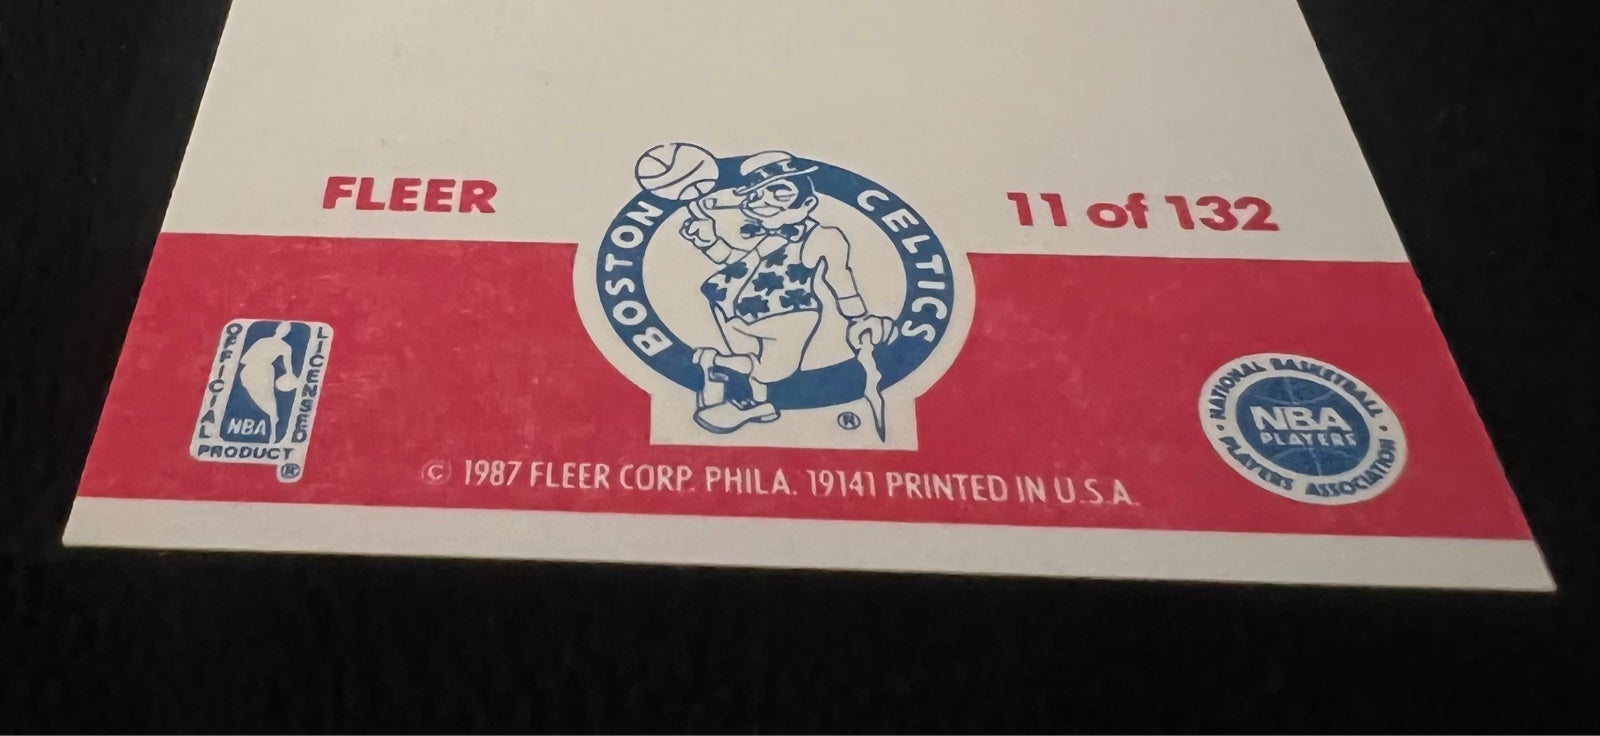 FLEER
11 of 132
BOSTON CELTICS
®
OFFICIAL LICENSED
NBA
PRODUCT
®
NATIONAL BASKETBALL
NBA
PLAYERS
PLAYERS ASSOCIATION
© 1987 FLEER CORP. PHILA. 19141 PRINTED IN U.S.A.